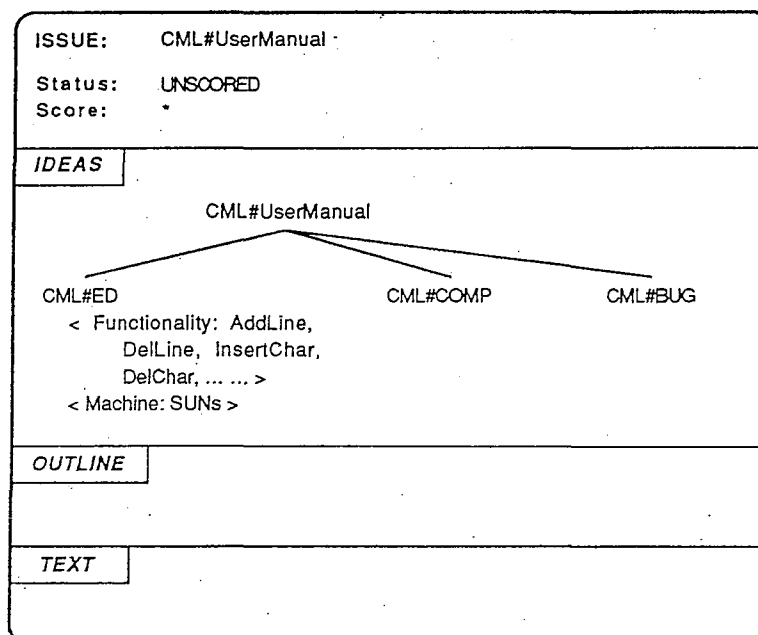 ISSUE: CML#UserManual
Status: UNSCORED
Score: *
IDEAS
CML#UserManual
CML#ED CML#COMP CML#BUG
< Functionality: AddLine,
DelLine, InsertChar,
DelChar, ... ... >
< Machine: SUNs >
OUTLINE
TEXT